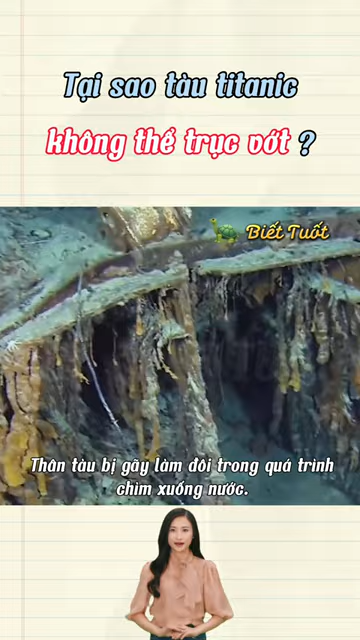 Tại sao tàu titanic
không thể trục vớt ?
Biết Tuốt
Thân tàu bị gãy làm đôi trong quá trình
chìm xuống nước.